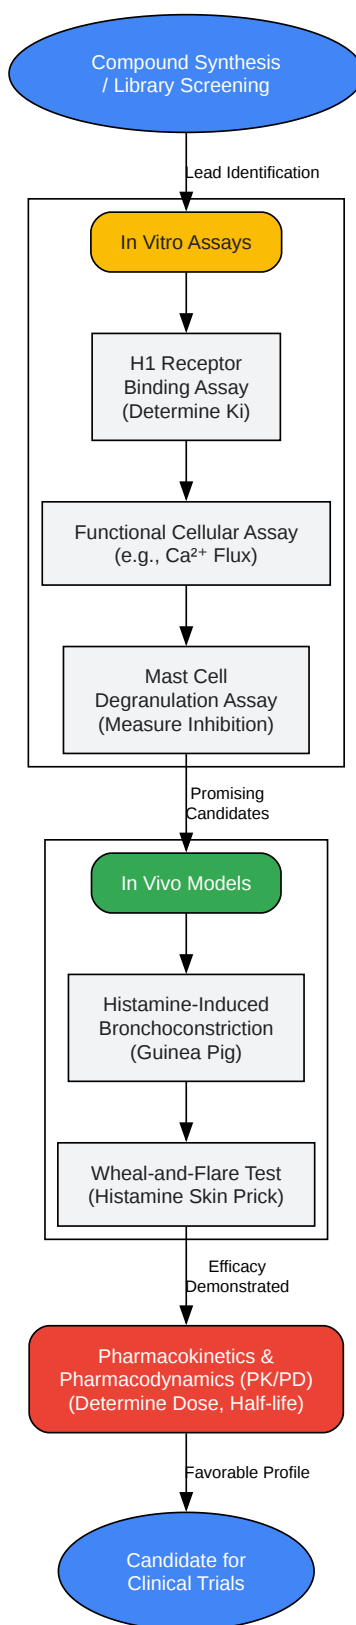 Compound Synthesis
/ Library Screening
Lead Identification
In Vitro Assays
H1 Receptor
Binding Assay
(Determine Ki)
Functional Cellular Assay
(e.g., Ca²⁺ Flux)
Mast Cell
Degranulation Assay
(Measure Inhibition)
Promising
Candidates
In Vivo Models
Histamine-Induced
Bronchoconstriction
(Guinea Pig)
Wheal-and-Flare Test
(Histamine Skin Prick)
Efficacy
Demonstrated
Pharmacokinetics &
Pharmacodynamics (PK/PD)
(Determine Dose, Half-life)
Favorable Profile
Candidate for
Clinical Trials